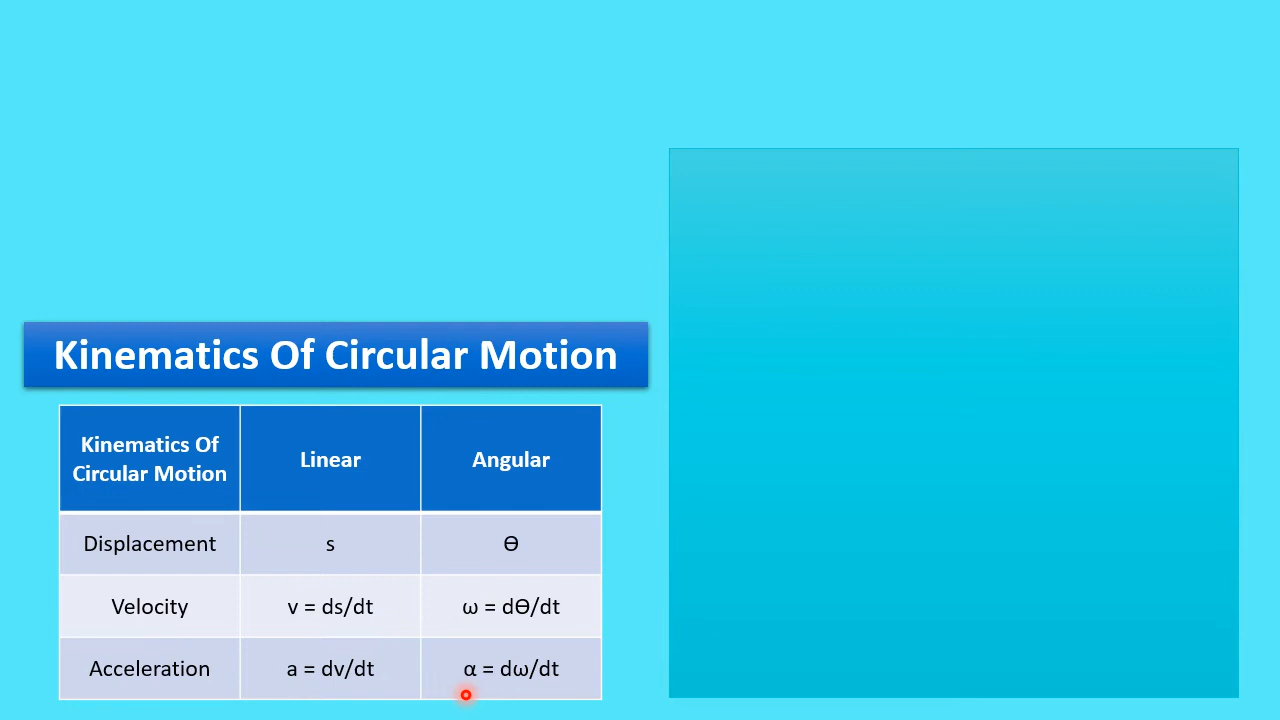 Kinematics Of Circular Motion
Kinematics Of
Circular Motion
Linear
Angular
Displacement
s
Ɵ
Velocity
v = ds/dt
ω = dƟ/dt
Acceleration
a = dv/dt
α = dω/dt